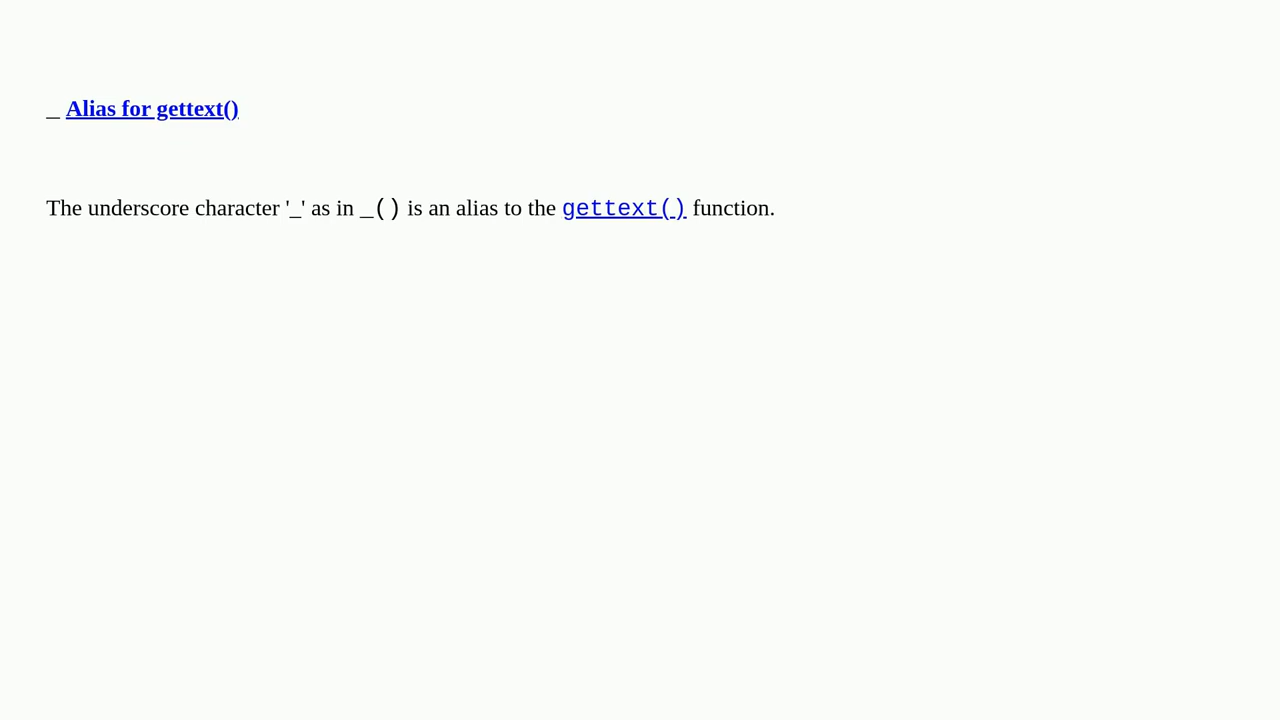 _ Alias for gettext()
The underscore character '_' as in _() is an alias to the gettext() function.